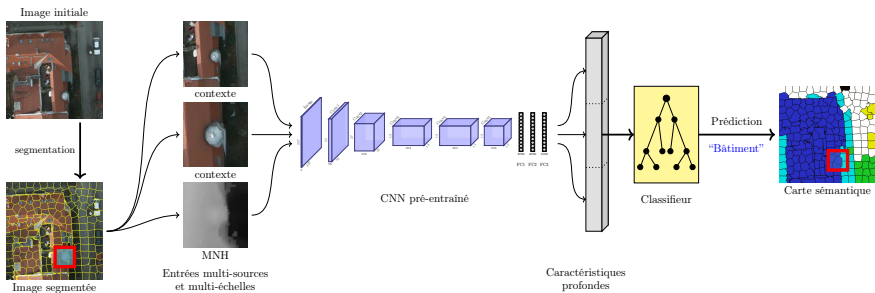 Image initiale
segmentation
Image segmentée
contexte
contexte
MNH
Entrées multi-sources
et multi-échelles
CNN pré-entraîné
FC1 FC2 FC3
Caractéristiques
profondes
Classifieur
Prédiction
“Bâtiment”
Carte sémantique